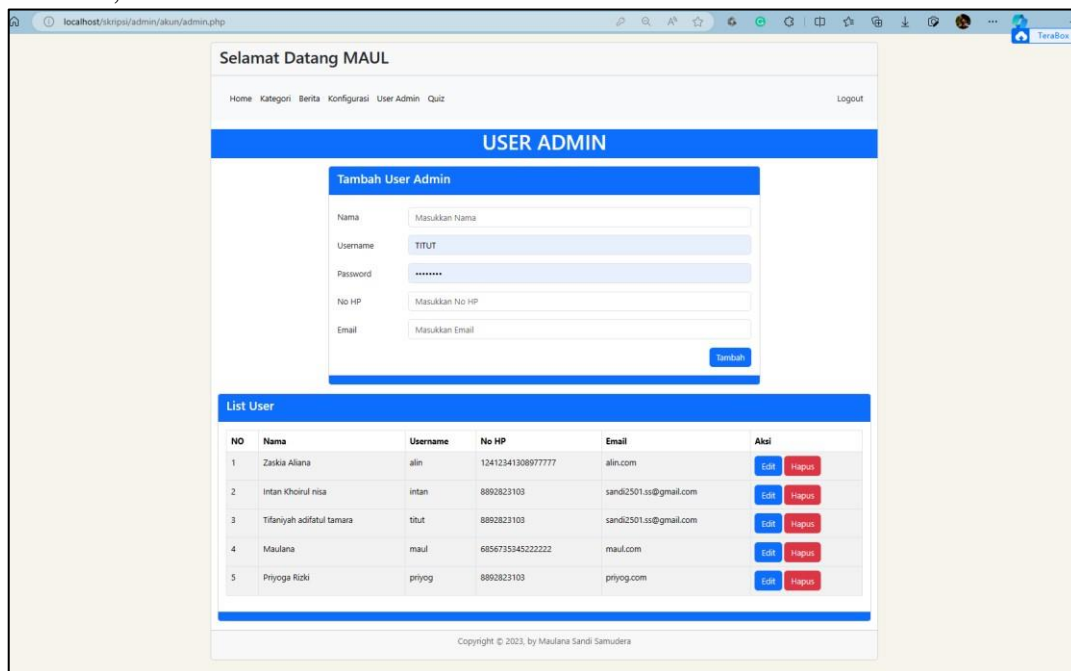 localhost/skripsi/admin/akun/admin.php
TeraBox
Selamat Datang MAUL
Home Kategori Berita Konfigurasi User Admin Quiz Logout
USER ADMIN
Tambah User Admin
Nama Masukkan Nama
Username TITUT
Password ••••••••
No HP Masukkan No HP
Email Masukkan Email
Tambah
List User
NO Nama Username No HP Email Aksi
1 Zaskia Aliana alin 12412341308977777 alin.com Edit Hapus
2 Intan Khoirul nisa intan 8892823103 sandi2501.ss@gmail.com Edit Hapus
3 Tifaniyah adifatul tamara titut 8892823103 sandi2501.ss@gmail.com Edit Hapus
4 Maulana maul 6856735345222222 maul.com Edit Hapus
5 Priyoga Rizki priyog 8892823103 priyog.com Edit Hapus
Copyright © 2023, by Maulana Sandi Samudera